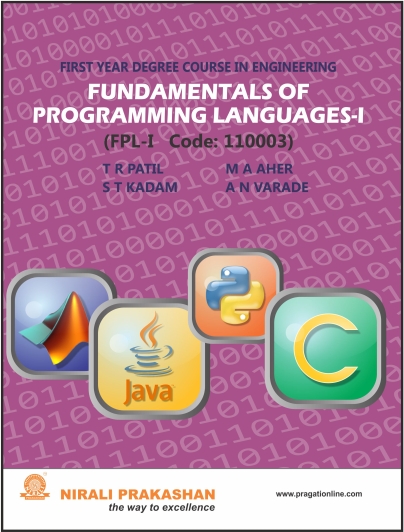 FIRST YEAR DEGREE COURSE IN ENGINEERING
FUNDAMENTALS OF
PROGRAMMING LANGUAGES-I
(FPL-I Code: 110003)
T R PATIL M A AHER
S T KADAM A N VARADE
Java
C
NIRALI PRAKASHAN
the way to excellence
www.pragationline.com